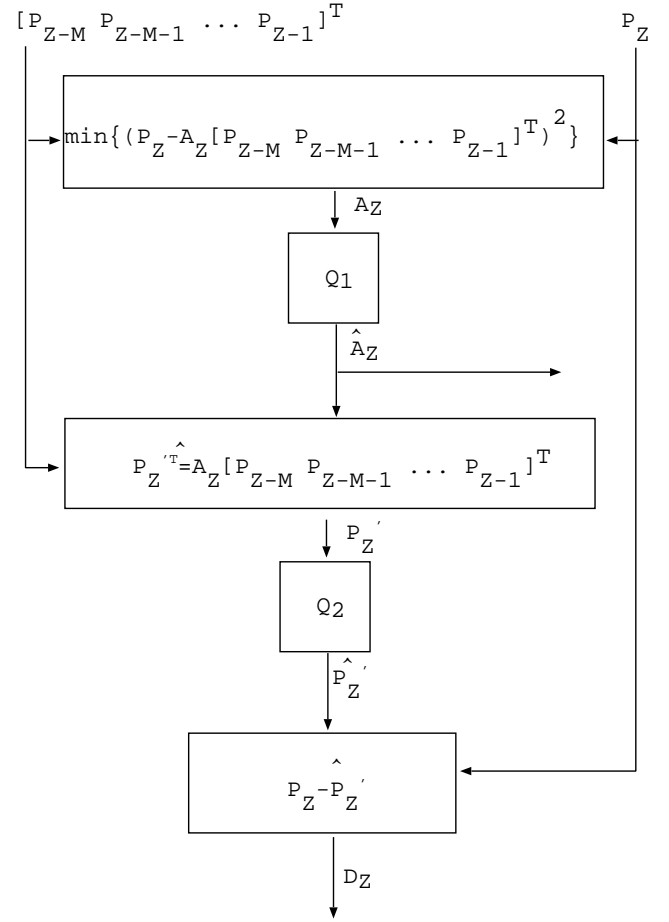 [P_{Z-M} P_{Z-M-1} ... P_{Z-1}]^T P_Z
min{(P_Z-A_Z[P_{Z-M} P_{Z-M-1} ... P_{Z-1}]^T)^2}
A_Z
Q1
Â_Z
P_Z'^T=Â_Z[P_{Z-M} P_{Z-M-1} ... P_{Z-1}]^T
P_Z'
Q2
P̂_Z'
P_Z-P̂_Z'
D_Z